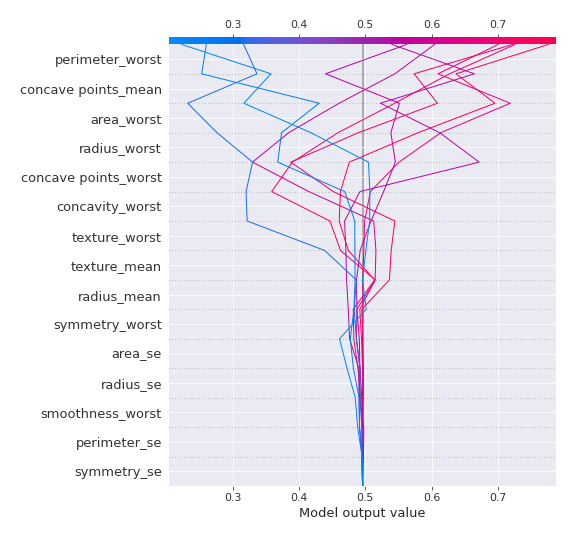 0.3 0.4 0.5 0.6 0.7
perimeter_worst
concave points_mean
area_worst
radius_worst
concave points_worst
concavity_worst
texture_worst
texture_mean
radius_mean
symmetry_worst
area_se
radius_se
smoothness_worst
perimeter_se
symmetry_se
0.3 0.4 0.5 0.6 0.7
Model output value